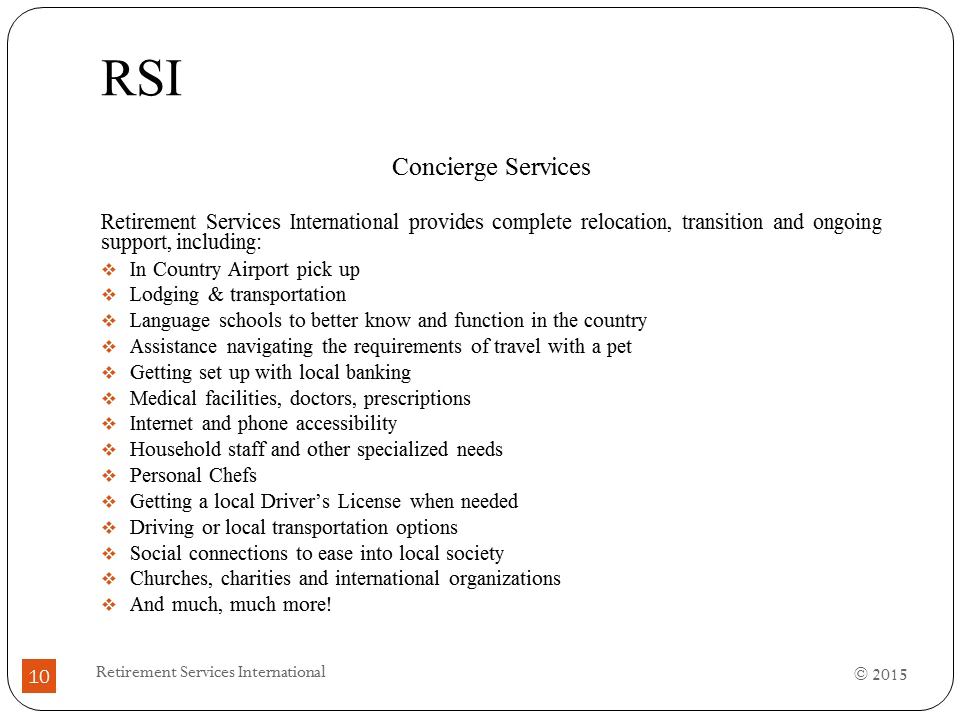 RSI
Concierge Services
Retirement Services International provides complete relocation, transition and ongoing
support, including:
❖ In Country Airport pick up
❖ Lodging & transportation
❖ Language schools to better know and function in the country
❖ Assistance navigating the requirements of travel with a pet
❖ Getting set up with local banking
❖ Medical facilities, doctors, prescriptions
❖ Internet and phone accessibility
❖ Household staff and other specialized needs
❖ Personal Chefs
❖ Getting a local Driver’s License when needed
❖ Driving or local transportation options
❖ Social connections to ease into local society
❖ Churches, charities and international organizations
❖ And much, much more!
10 Retirement Services International © 2015